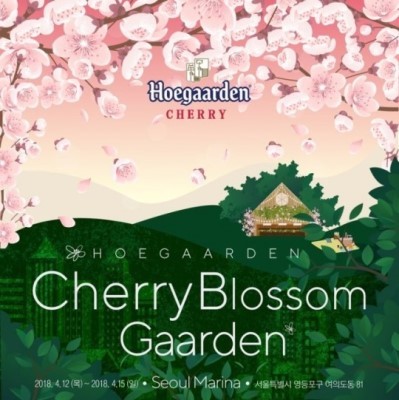 Hoegaarden
CHERRY
HOEGAARDEN
Cherry Blossom
Gaarden
2018. 4.12 (목) ~ 2018. 4.15 (일) • Seoul Marina • 서울특별시 영등포구 여의도동 81